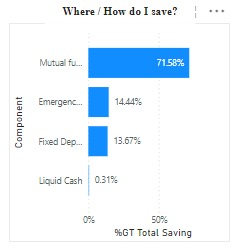 Where / How do I save?
Component
Mutual fu...
71.58%
Emergenc...
14.44%
Fixed Dep...
13.67%
Liquid Cash
0.31%
0%
50%
%GT Total Saving